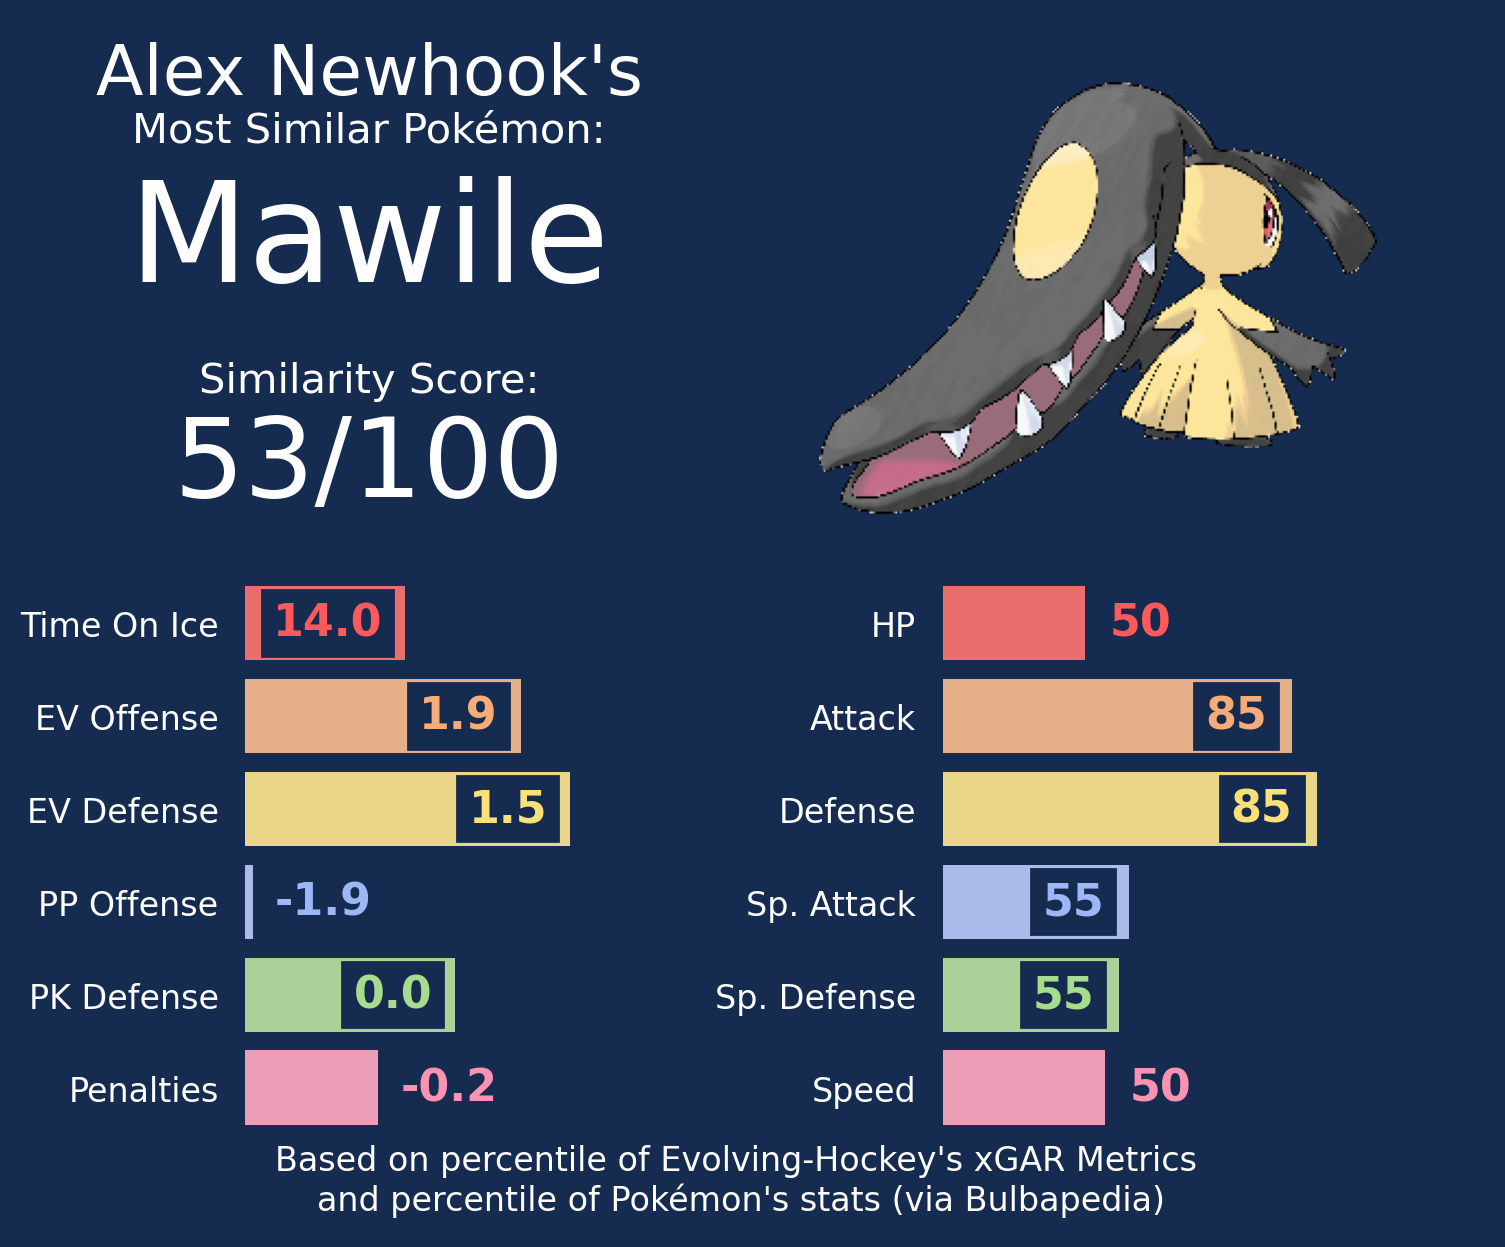 Alex Newhook's
Most Similar Pokémon:
Mawile
Similarity Score:
53/100
Time On Ice 14.0
EV Offense 1.9
EV Defense 1.5
PP Offense -1.9
PK Defense 0.0
Penalties -0.2
HP 50
Attack 85
Defense 85
Sp. Attack 55
Sp. Defense 55
Speed 50
Based on percentile of Evolving-Hockey's xGAR Metrics
and percentile of Pokémon's stats (via Bulbapedia)